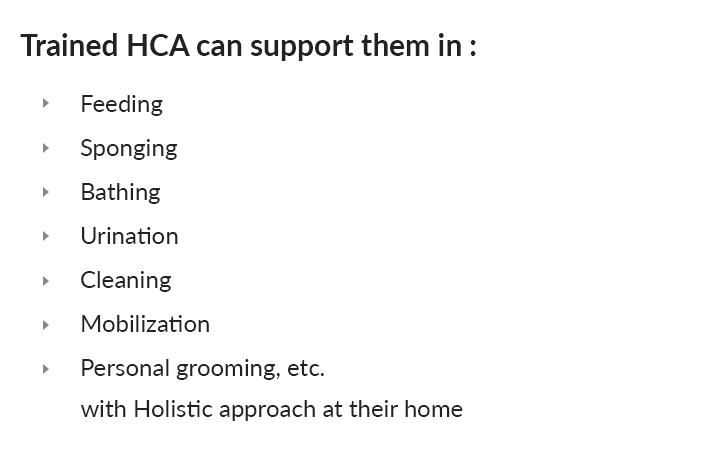 Trained HCA can support them in :
Feeding
Sponging
Bathing
Urination
Cleaning
Mobilization
Personal grooming, etc.
with Holistic approach at their home